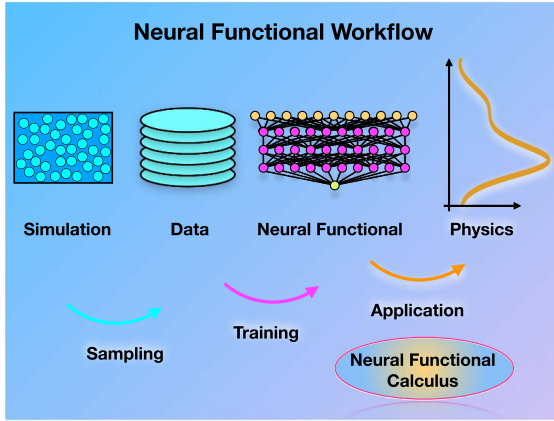 Neural Functional Workflow
Simulation
Data
Neural Functional
Physics
Sampling
Training
Application
Neural Functional
Calculus